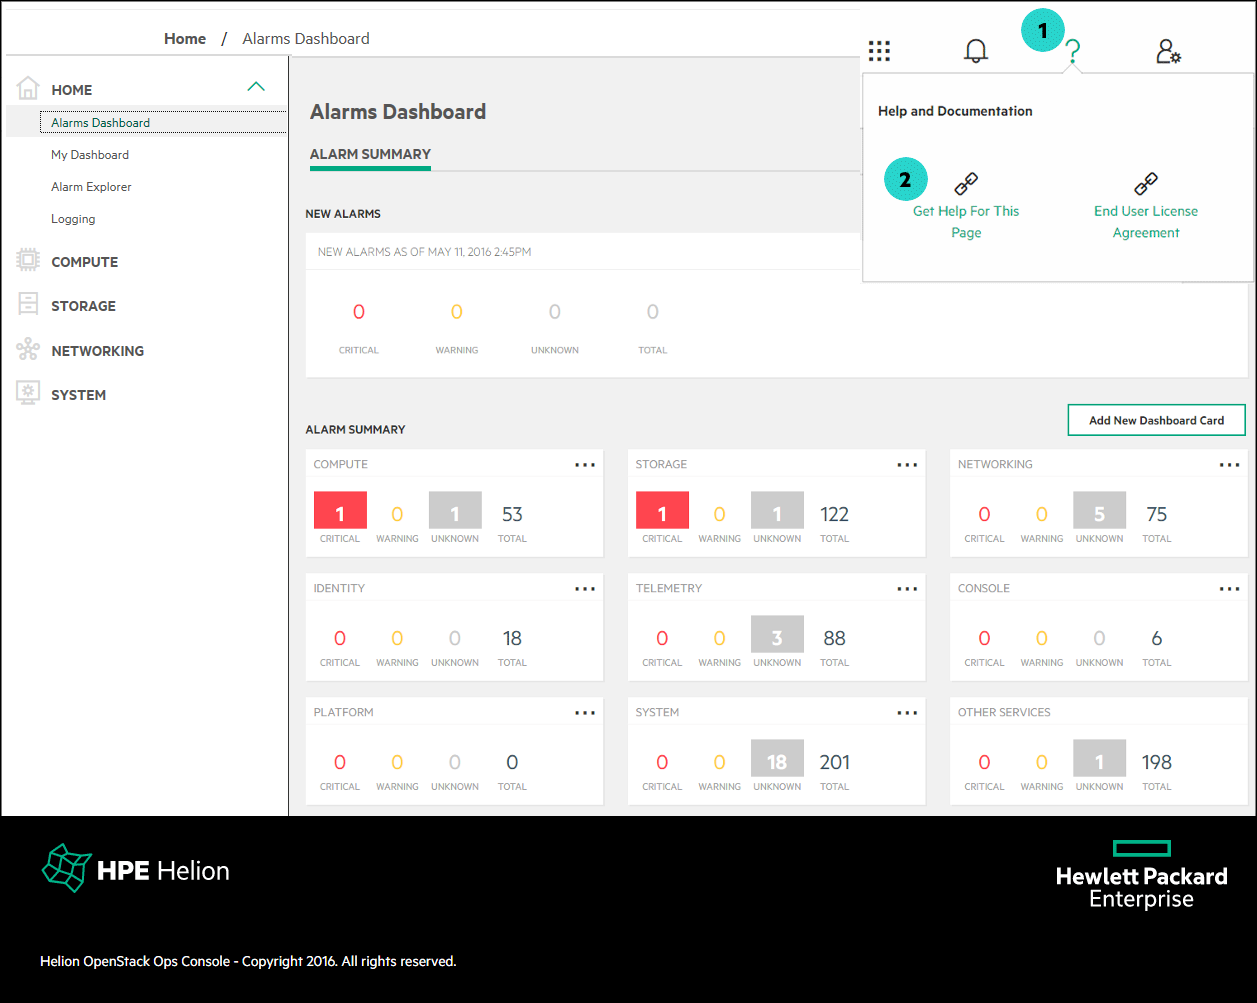 Home / Alarms Dashboard
1
?
HOME
Alarms Dashboard
My Dashboard
Alarm Explorer
Logging
COMPUTE
STORAGE
NETWORKING
SYSTEM
Help and Documentation
2
Get Help For This
Page
End User License
Agreement
Alarms Dashboard
ALARM SUMMARY
NEW ALARMS
NEW ALARMS AS OF MAY 11, 2016 2:45PM
0 0 0 0
CRITICAL WARNING UNKNOWN TOTAL
ALARM SUMMARY
Add New Dashboard Card
COMPUTE
1 0 1 53
CRITICAL WARNING UNKNOWN TOTAL
STORAGE
1 0 1 122
CRITICAL WARNING UNKNOWN TOTAL
NETWORKING
0 0 5 75
CRITICAL WARNING UNKNOWN TOTAL
IDENTITY
0 0 0 18
CRITICAL WARNING UNKNOWN TOTAL
TELEMETRY
0 0 3 88
CRITICAL WARNING UNKNOWN TOTAL
CONSOLE
0 0 0 6
CRITICAL WARNING UNKNOWN TOTAL
PLATFORM
0 0 0 0
CRITICAL WARNING UNKNOWN TOTAL
SYSTEM
0 0 18 201
CRITICAL WARNING UNKNOWN TOTAL
OTHER SERVICES
0 0 1 198
CRITICAL WARNING UNKNOWN TOTAL
HPE Helion
Hewlett Packard
Enterprise
Helion OpenStack Ops Console - Copyright 2016. All rights reserved.